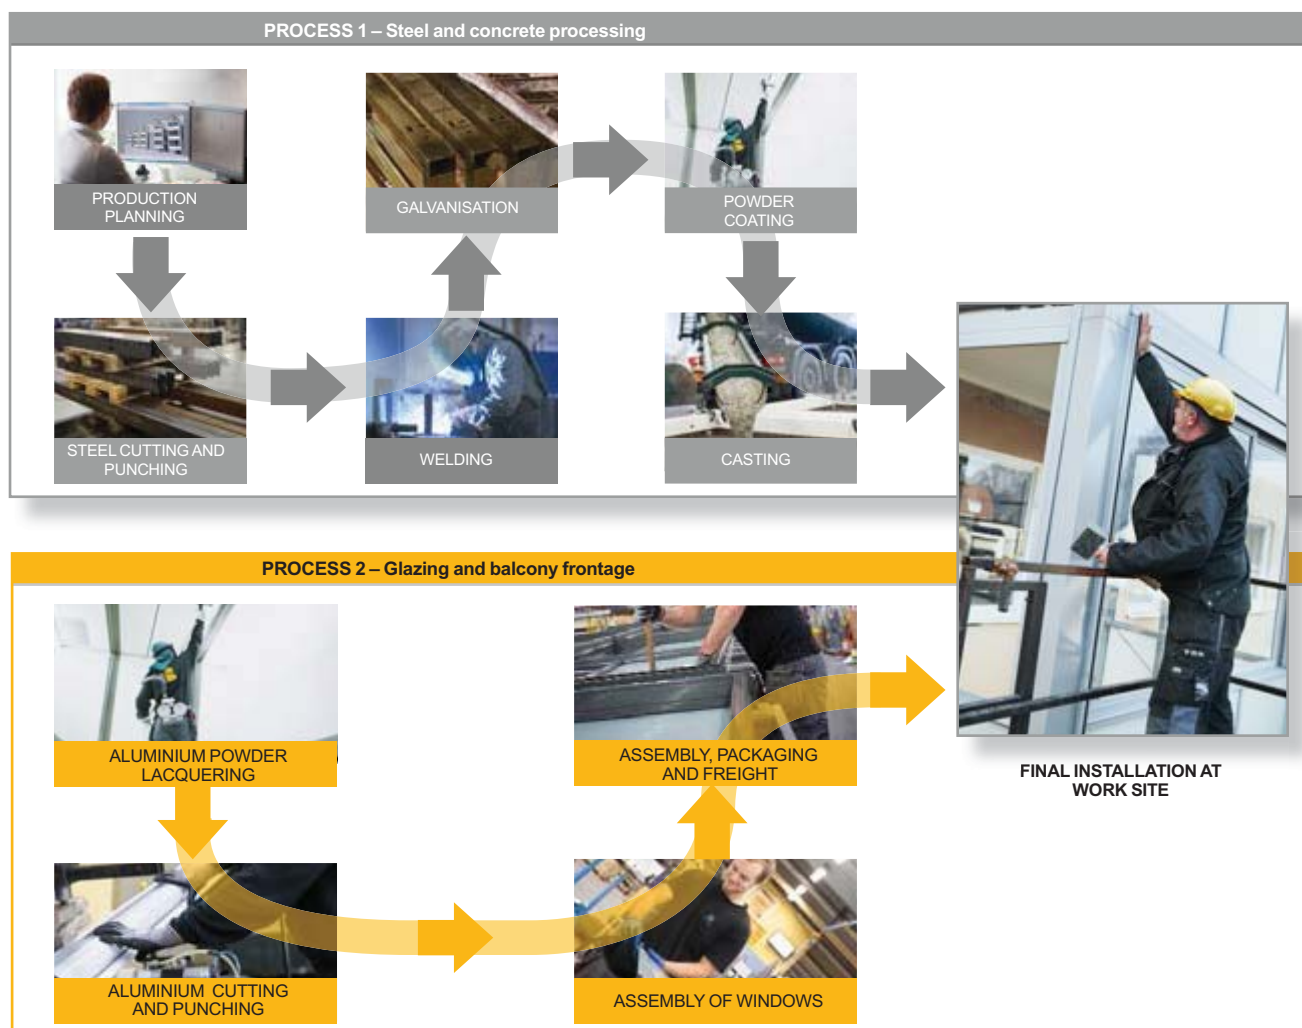 PROCESS 1 – Steel and concrete processing
PRODUCTION
PLANNING
STEEL CUTTING AND
PUNCHING
WELDING
GALVANISATION
POWDER
COATING
CASTING
PROCESS 2 – Glazing and balcony frontage
ALUMINIUM POWDER
LACQUERING
ALUMINIUM CUTTING
AND PUNCHING
ASSEMBLY OF WINDOWS
ASSEMBLY, PACKAGING
AND FREIGHT
FINAL INSTALLATION AT
WORK SITE